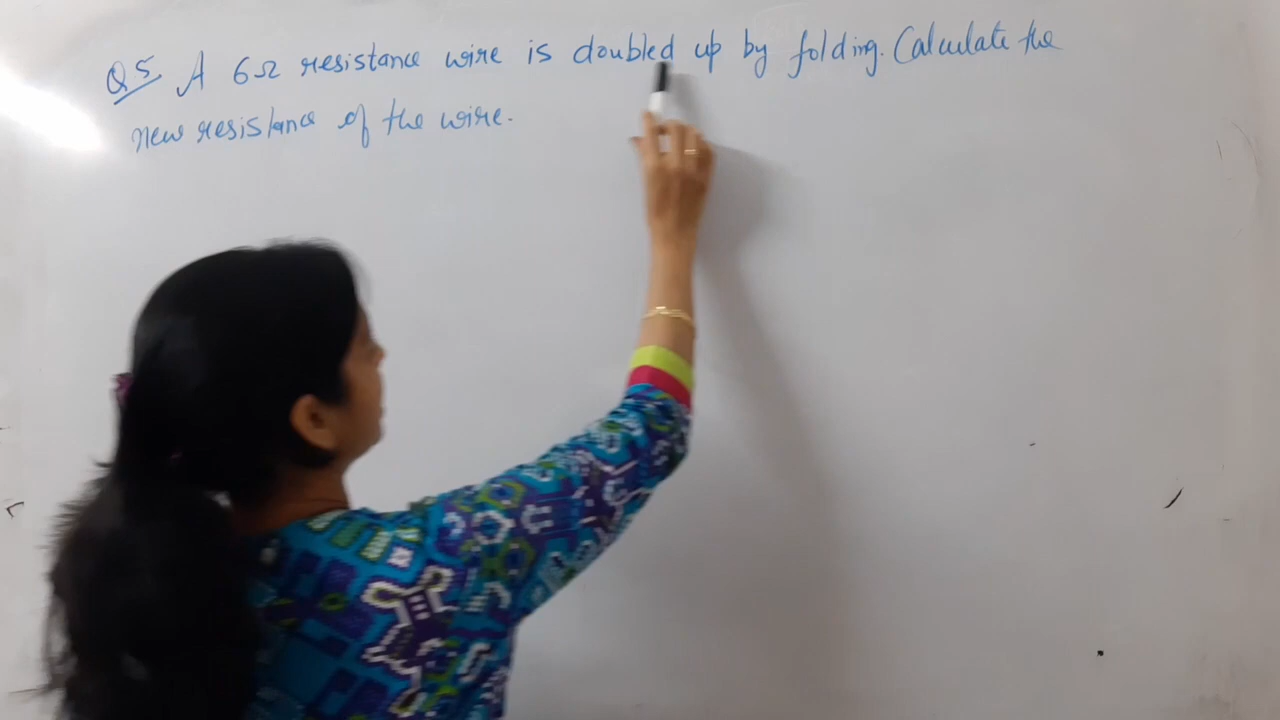 Q5 A 6Ω resistance wire is doubled up by folding. Calculate the
new resistance of the wire.